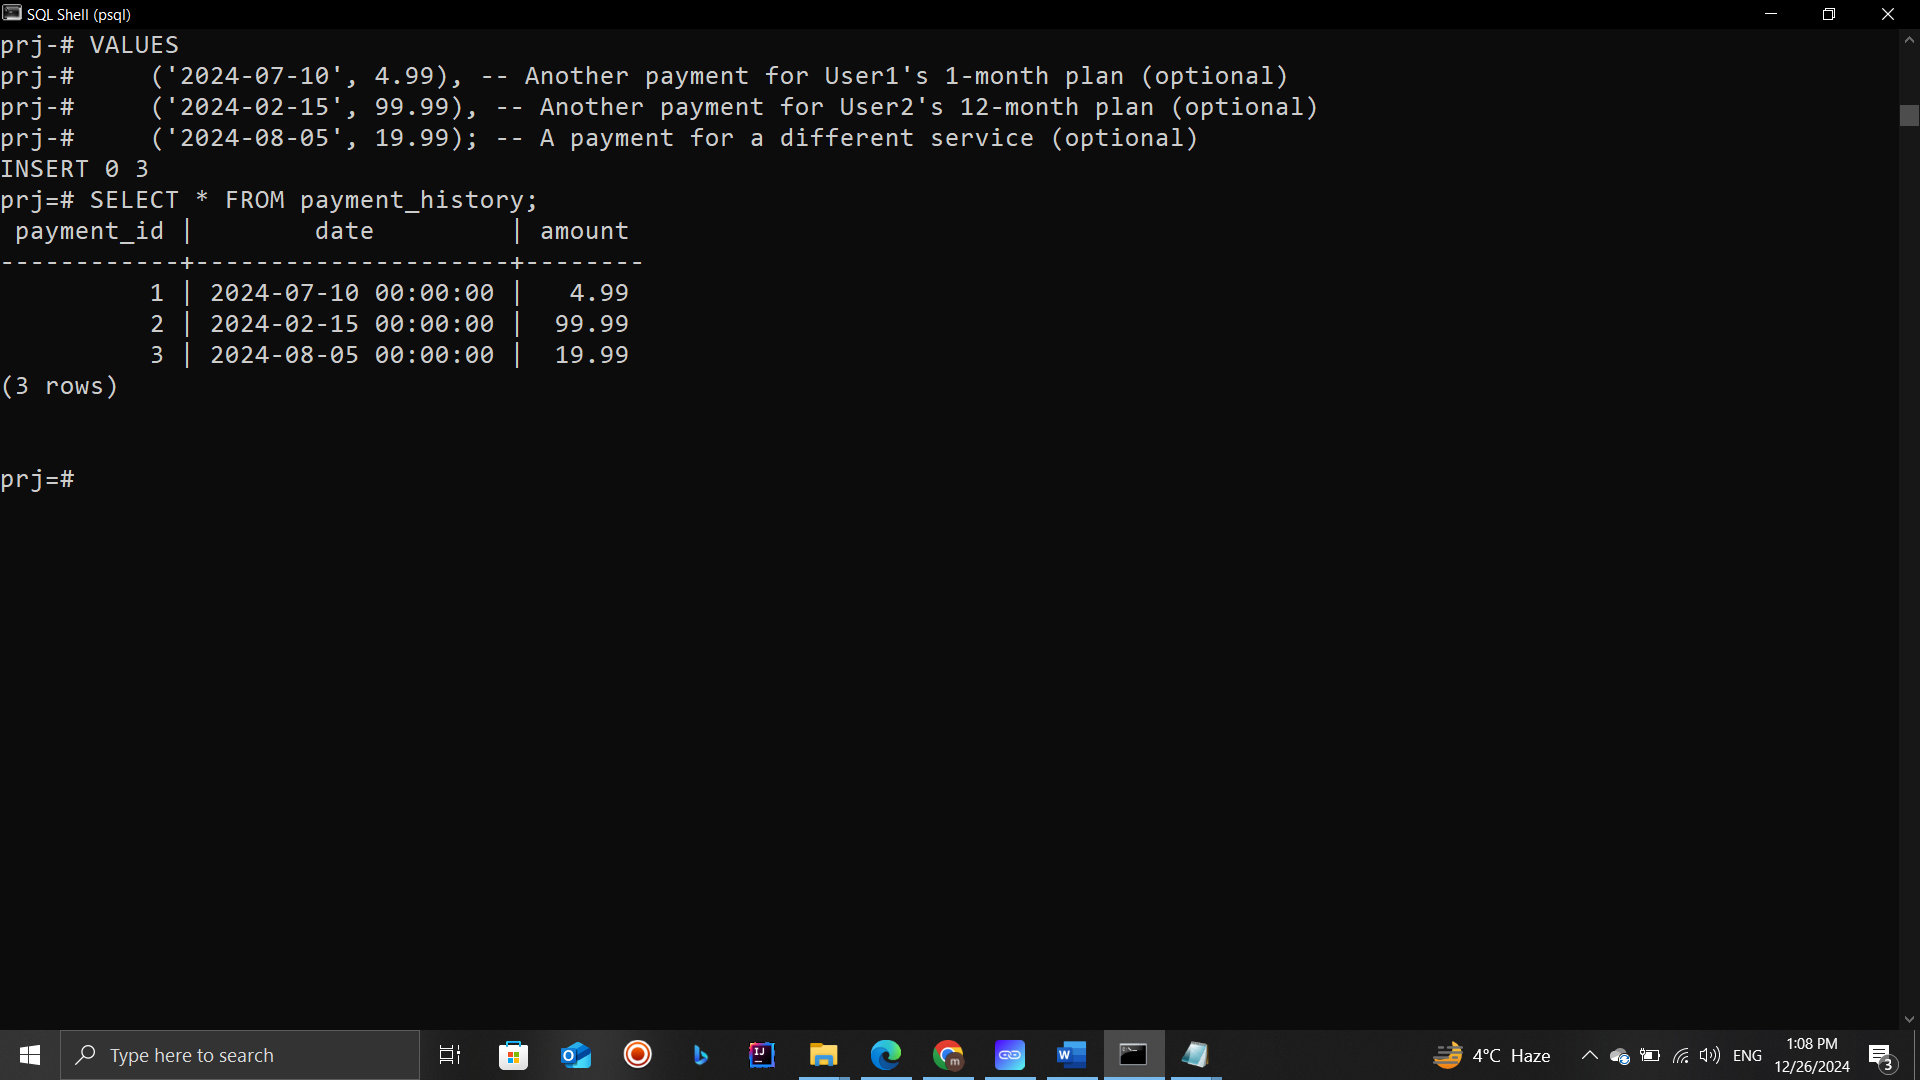 SQL Shell (psql)
prj-# VALUES
prj-#     ('2024-07-10', 4.99), -- Another payment for User1's 1-month plan (optional)
prj-#     ('2024-02-15', 99.99), -- Another payment for User2's 12-month plan (optional)
prj-#     ('2024-08-05', 19.99); -- A payment for a different service (optional)
INSERT 0 3
prj=# SELECT * FROM payment_history;
 payment_id |        date         | amount
------------+---------------------+--------
          1 | 2024-07-10 00:00:00 |   4.99
          2 | 2024-02-15 00:00:00 |  99.99
          3 | 2024-08-05 00:00:00 |  19.99
(3 rows)
prj=#
Type here to search
4°C Haze
ENG
1:08 PM
12/26/2024
3